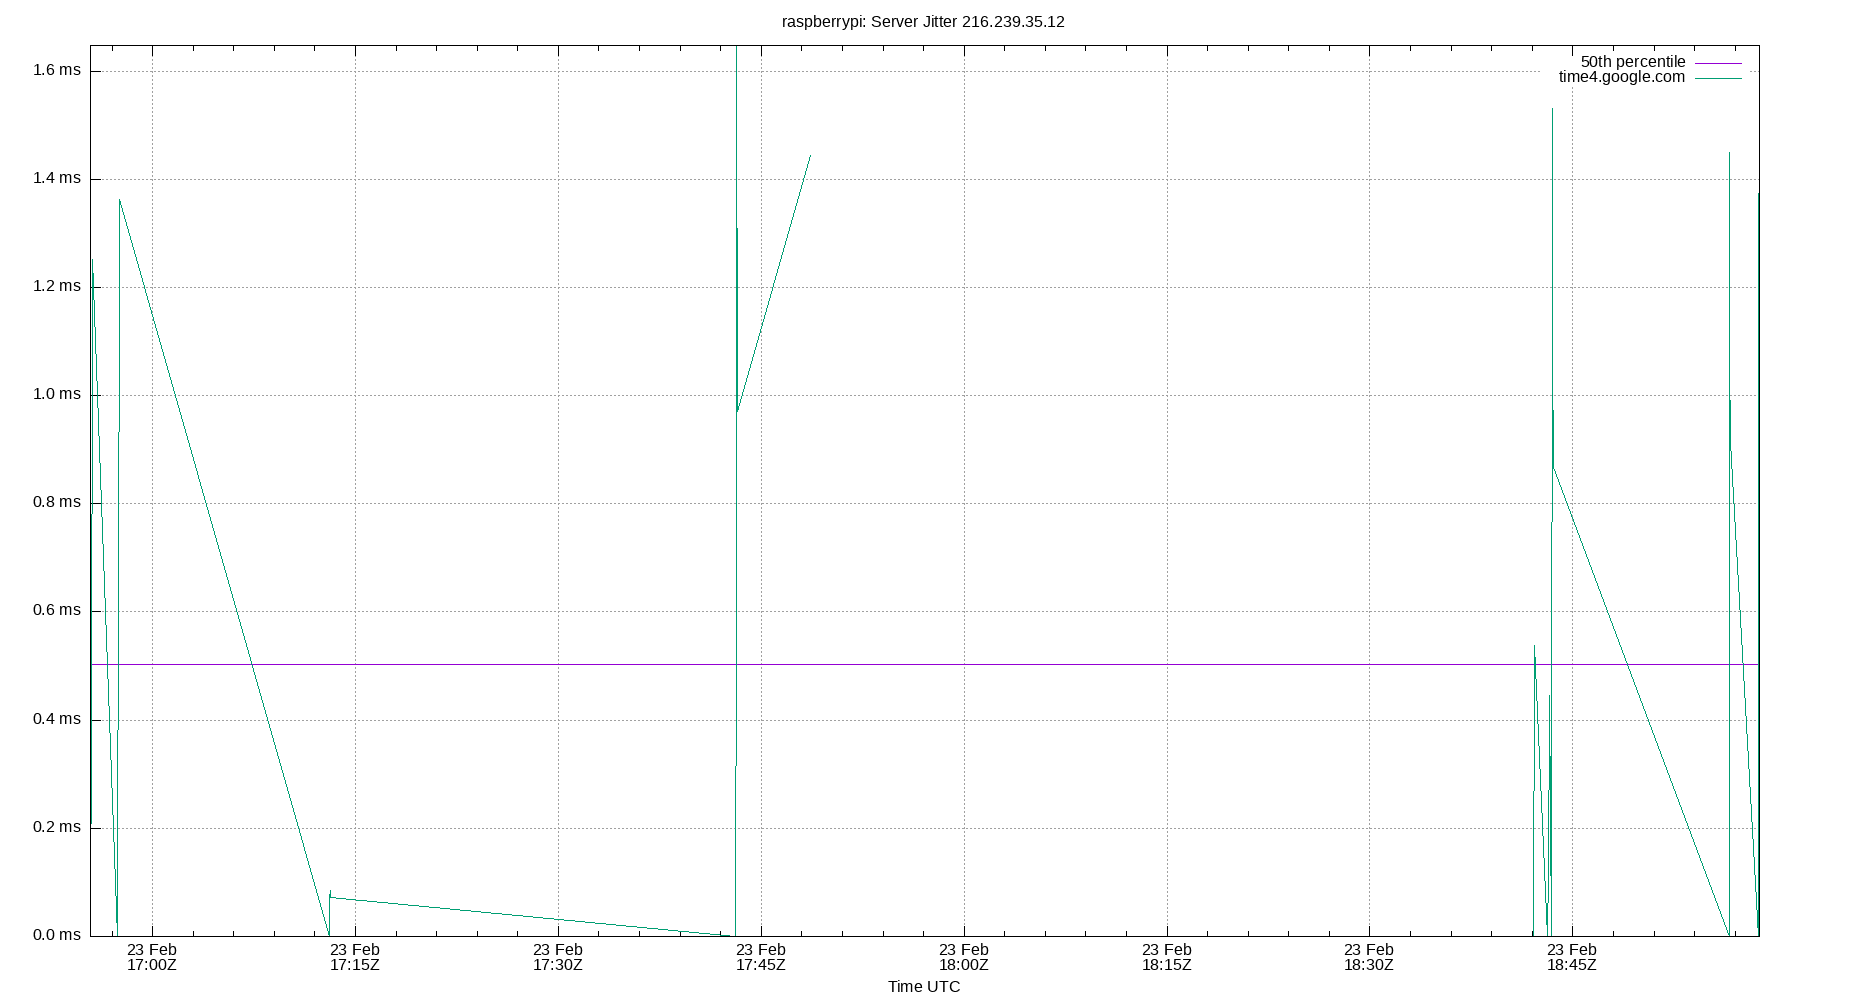 raspberrypi: Server Jitter 216.239.35.12
50th percentile
time4.google.com
1.6 ms
1.4 ms
1.2 ms
1.0 ms
0.8 ms
0.6 ms
0.4 ms
0.2 ms
0.0 ms
23 Feb 23 Feb 23 Feb 23 Feb 23 Feb 23 Feb 23 Feb 23 Feb
17:00Z 17:15Z 17:30Z 17:45Z 18:00Z 18:15Z 18:30Z 18:45Z
Time UTC